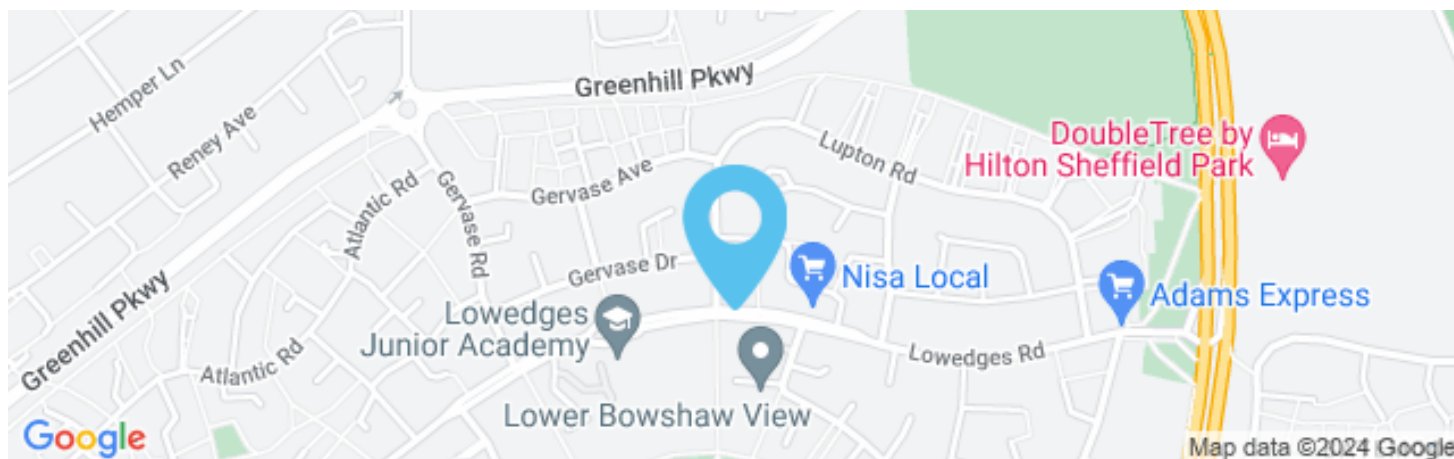 Hemper Ln
Reney Ave
Greenhill Pkwy
DoubleTree by
Hilton Sheffield Park
Lupton Rd
Gervase Ave
Atlantic Rd
Gervase Rd
Gervase Dr
Nisa Local
Adams Express
Greenhill Pkwy
Lowedges
Junior Academy
Atlantic Rd
Lowedges Rd
Lower Bowshaw View
Google
Map data ©2024 Google